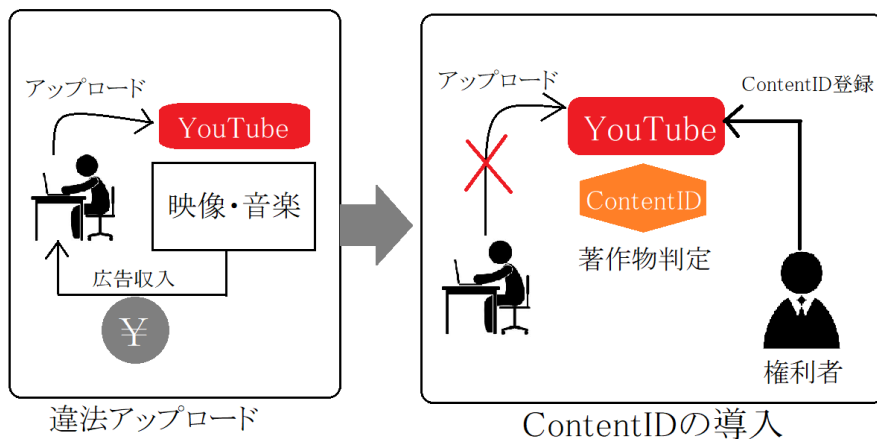 アップロード
YouTube
映像・音楽
広告収入
¥
違法アップロード
アップロード
ContentID登録
YouTube
ContentID
著作物判定
権利者
ContentIDの導入